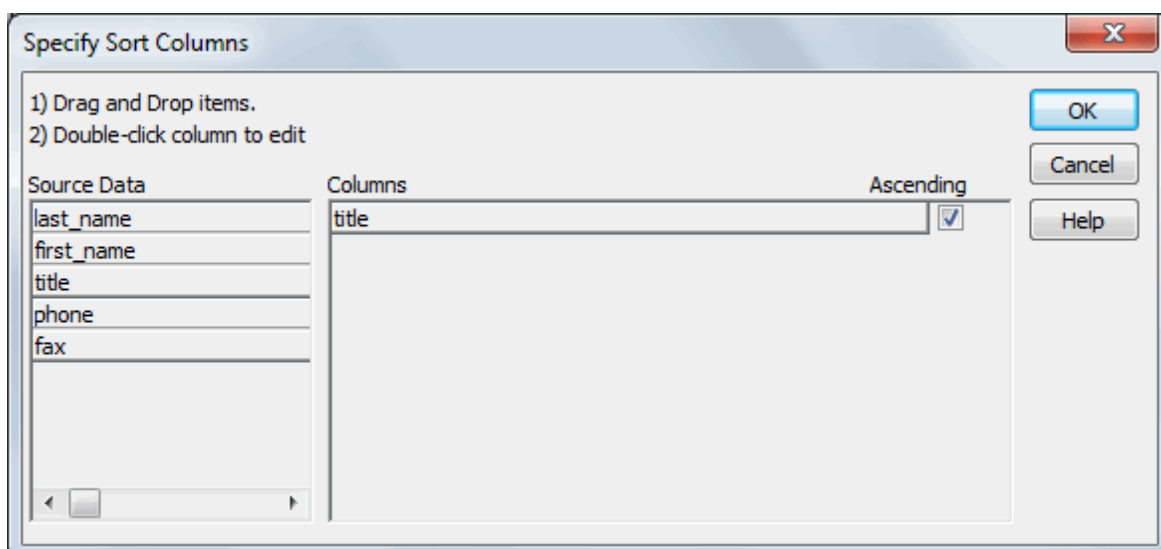 Specify Sort Columns
1) Drag and Drop items.
2) Double-click column to edit
OK
Cancel
Help
Source Data
last_name
first_name
title
phone
fax
Columns
Ascending
title